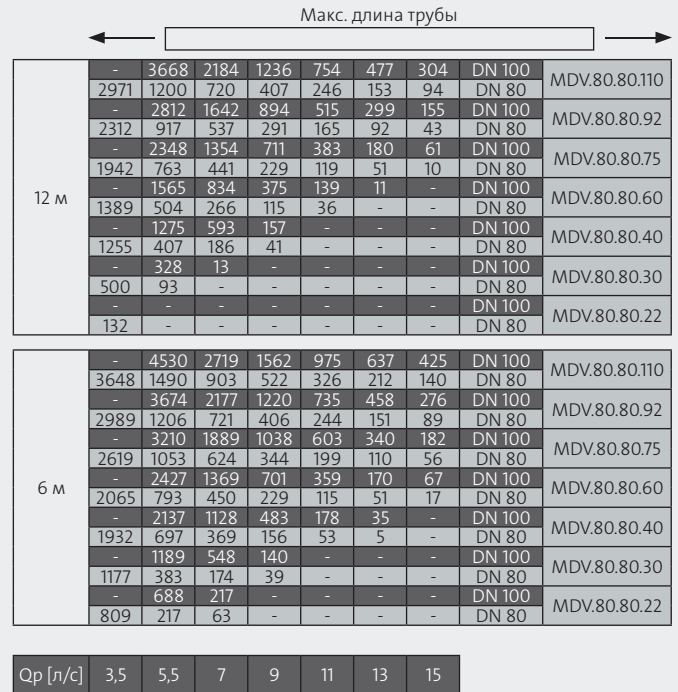 Макс. длина трубы
- 3668 2184 1236 754 477 304 DN 100 MDV.80.80.110
2971 1200 720 407 246 153 94 DN 80
- 2812 1642 894 515 299 155 DN 100 MDV.80.80.92
2312 917 537 291 165 92 43 DN 80
- 2348 1354 711 383 180 61 DN 100 MDV.80.80.75
1942 763 441 229 119 51 10 DN 80
12 м - 1565 834 375 139 11 - DN 100 MDV.80.80.60
1389 504 266 115 36 - - DN 80
- 1275 593 157 - - - DN 100 MDV.80.80.40
1255 407 186 41 - - - DN 80
- 328 13 - - - - DN 100 MDV.80.80.30
500 93 - - - - - DN 80
- - - - - - - DN 100 MDV.80.80.22
132 - - - - - - DN 80
- 4530 2719 1562 975 637 425 DN 100 MDV.80.80.110
3648 1490 903 522 326 212 140 DN 80
- 3674 2177 1220 735 458 276 DN 100 MDV.80.80.92
2989 1206 721 406 244 151 89 DN 80
- 3210 1889 1038 603 340 182 DN 100 MDV.80.80.75
2619 1053 624 344 199 110 56 DN 80
6 м - 2427 1369 701 359 170 67 DN 100 MDV.80.80.60
2065 793 450 229 115 51 17 DN 80
- 2137 1128 483 178 35 - DN 100 MDV.80.80.40
1932 697 369 156 53 5 - DN 80
- 1189 548 140 - - - DN 100 MDV.80.80.30
1177 383 174 39 - - - DN 80
- 688 217 - - - - DN 100 MDV.80.80.22
809 217 63 - - - - DN 80
Qp [л/с] 3,5 5,5 7 9 11 13 15